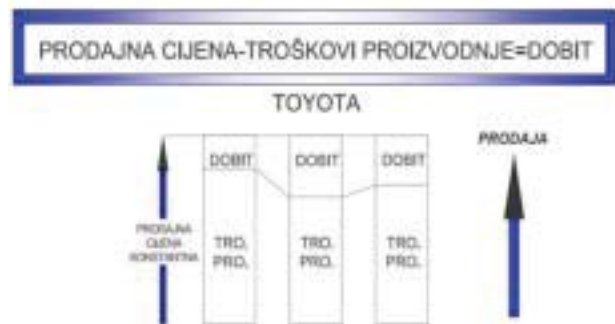 PRODAJNA CIJENA-TROŠKOVI PROIZVODNJE=DOBIT
TOYOTA
PRODAJA
DOBIT DOBIT DOBIT
PRODAJNA
CIJENA
KONSTANTNA
TRO. TRO. TRO.
PRO. PRO. PRO.